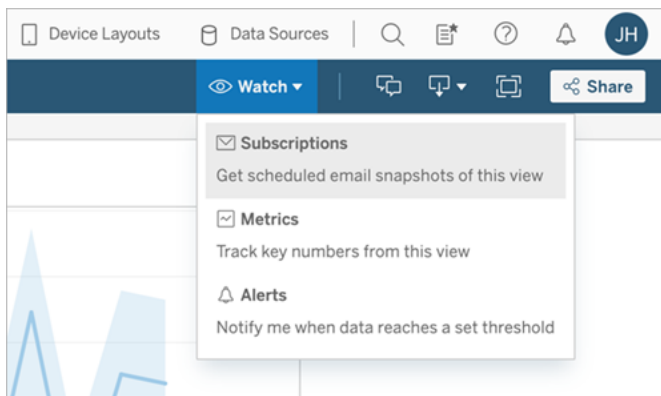 Device Layouts Data Sources JH
Watch Share
Subscriptions
Get scheduled email snapshots of this view
Metrics
Track key numbers from this view
Alerts
Notify me when data reaches a set threshold